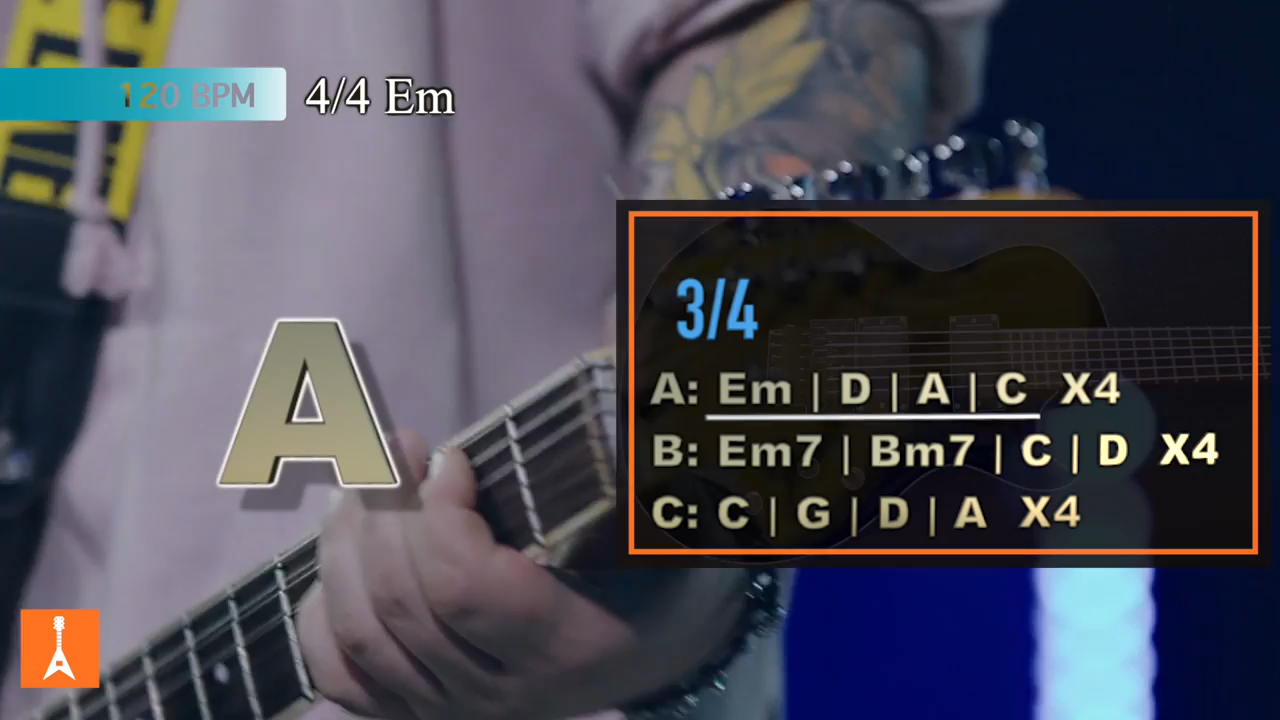 120 BPM
4/4 Em
A
3/4
A: Em | D | A | C X4
B: Em7 | Bm7 | C | D X4
C: C | G | D | A X4